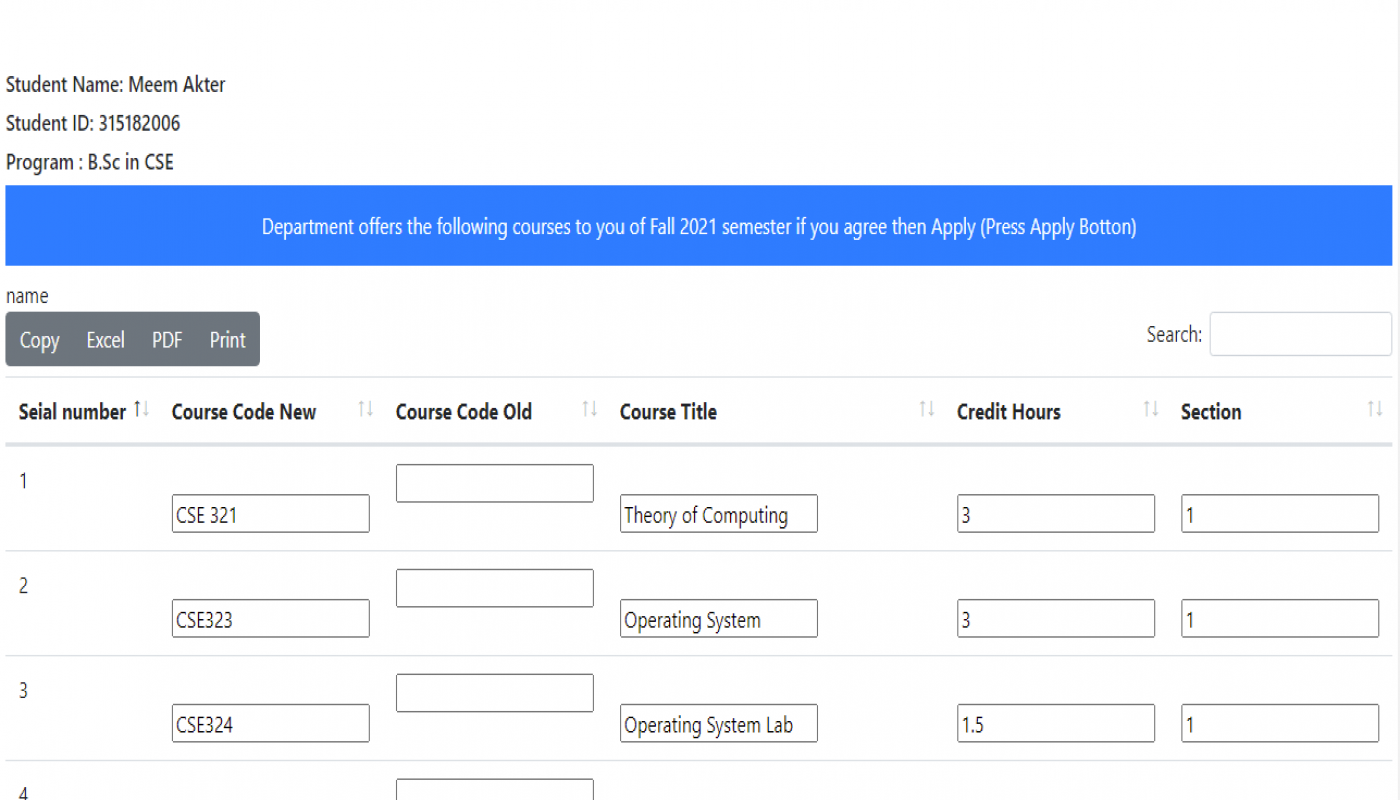 Student Name: Meem Akter
Student ID: 315182006
Program : B.Sc in CSE
Department offers the following courses to you of Fall 2021 semester if you agree then Apply (Press Apply Botton)
name
Copy Excel PDF Print Search:
Seial number Course Code New Course Code Old Course Title Credit Hours Section
1
CSE 321 Theory of Computing 3 1
2
CSE323 Operating System 3 1
3
CSE324 Operating System Lab 1.5 1
4